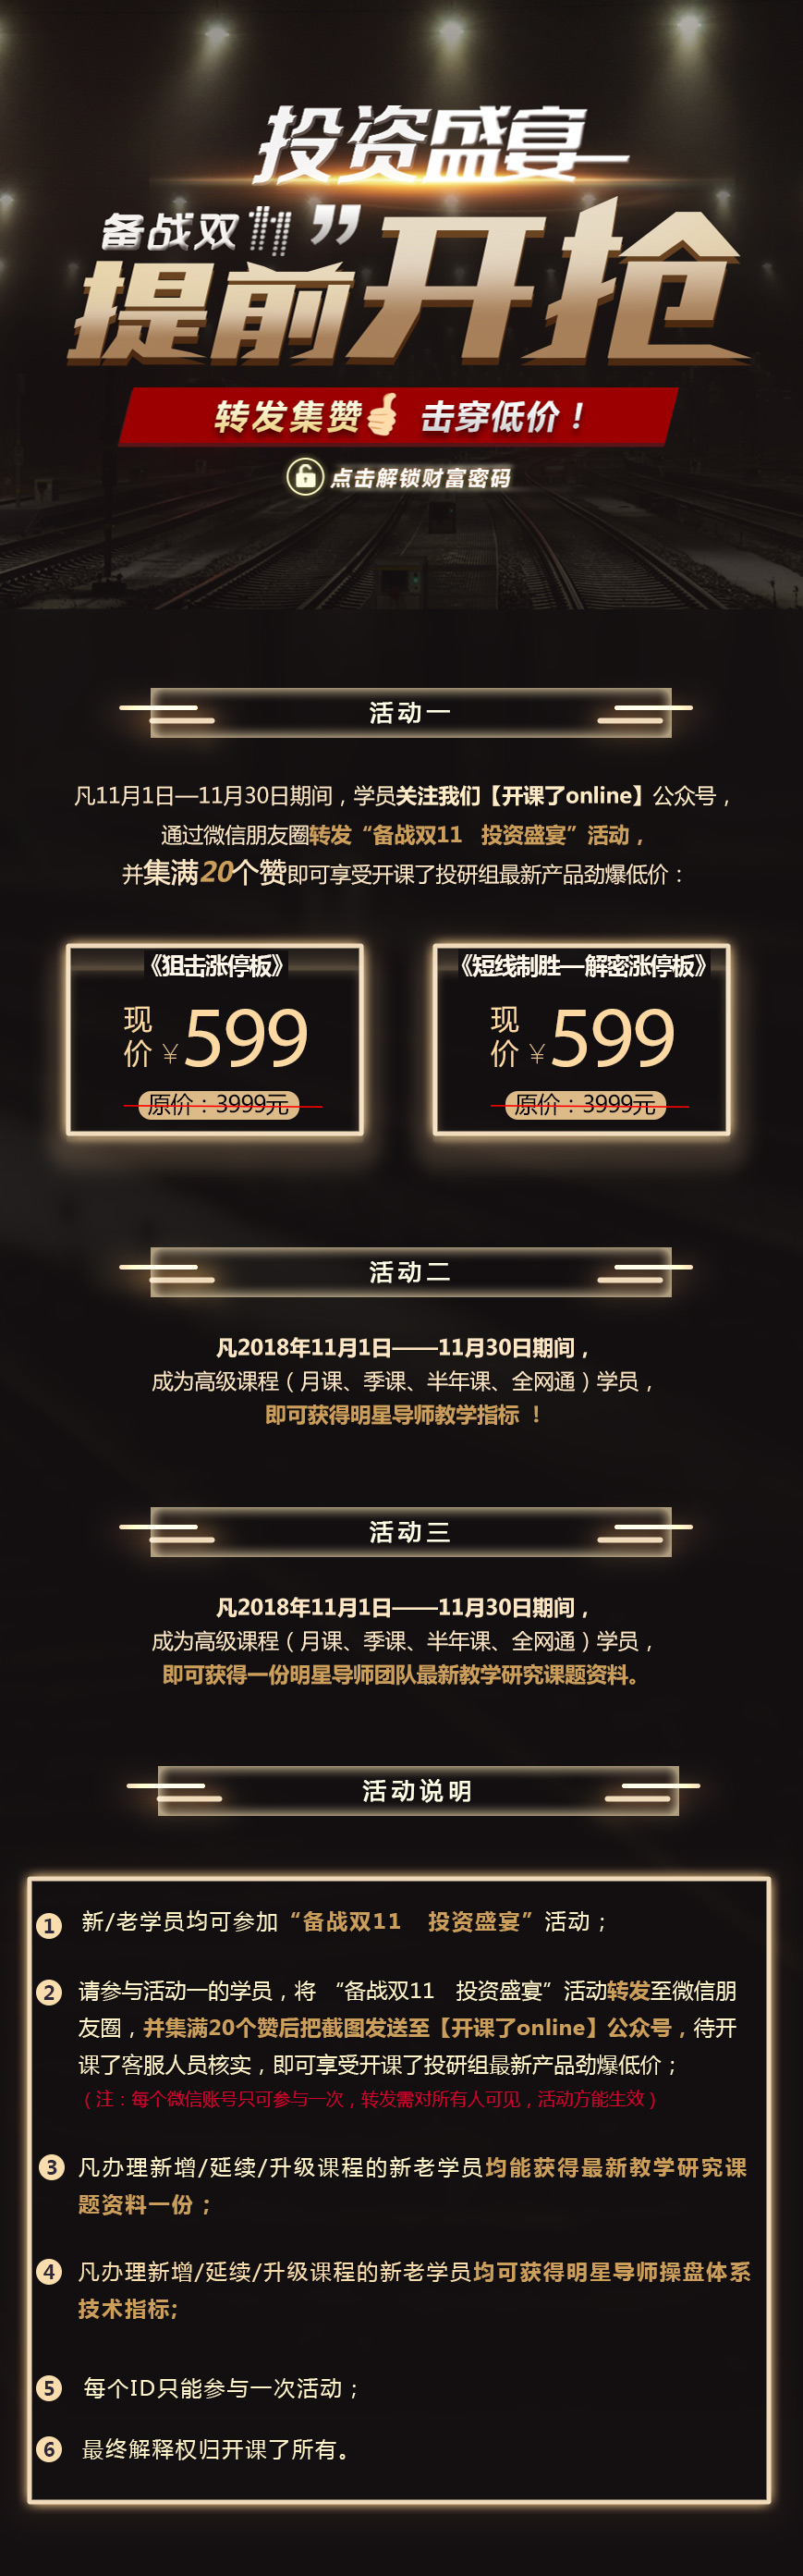 投资盛宴
备战双11”
提前开抢
转发集赞 击穿低价！
点击解锁财富密码
活动一
凡11月1日—11月30日期间，学员关注我们【开课了online】公众号，
通过微信朋友圈转发“备战双11 投资盛宴”活动，
并集满20个赞即可享受开课了投研组最新产品劲爆低价：
《狙击涨停板》
现价 ¥599
原价：3999元
《短线制胜—解密涨停板》
现价 ¥599
原价：3999元
活动二
凡2018年11月1日——11月30日期间，
成为高级课程（月课、季课、半年课、全网通）学员，
即可获得明星导师教学指标 ！
活动三
凡2018年11月1日——11月30日期间，
成为高级课程（月课、季课、半年课、全网通）学员，
即可获得一份明星导师团队最新教学研究课题资料。
活动说明
1 新/老学员均可参加“备战双11 投资盛宴”活动；
2 请参与活动一的学员，将 “备战双11 投资盛宴”活动转发至微信朋
友圈，并集满20个赞后把截图发送至【开课了online】公众号，待开
课了客服人员核实，即可享受开课了投研组最新产品劲爆低价；
（注：每个微信账号只可参与一次，转发需对所有人可见，活动方能生效）
3 凡办理新增/延续/升级课程的新老学员均能获得最新教学研究课
题资料一份；
4 凡办理新增/延续/升级课程的新老学员均可获得明星导师操盘体系
技术指标;
5 每个ID只能参与一次活动；
6 最终解释权归开课了所有。